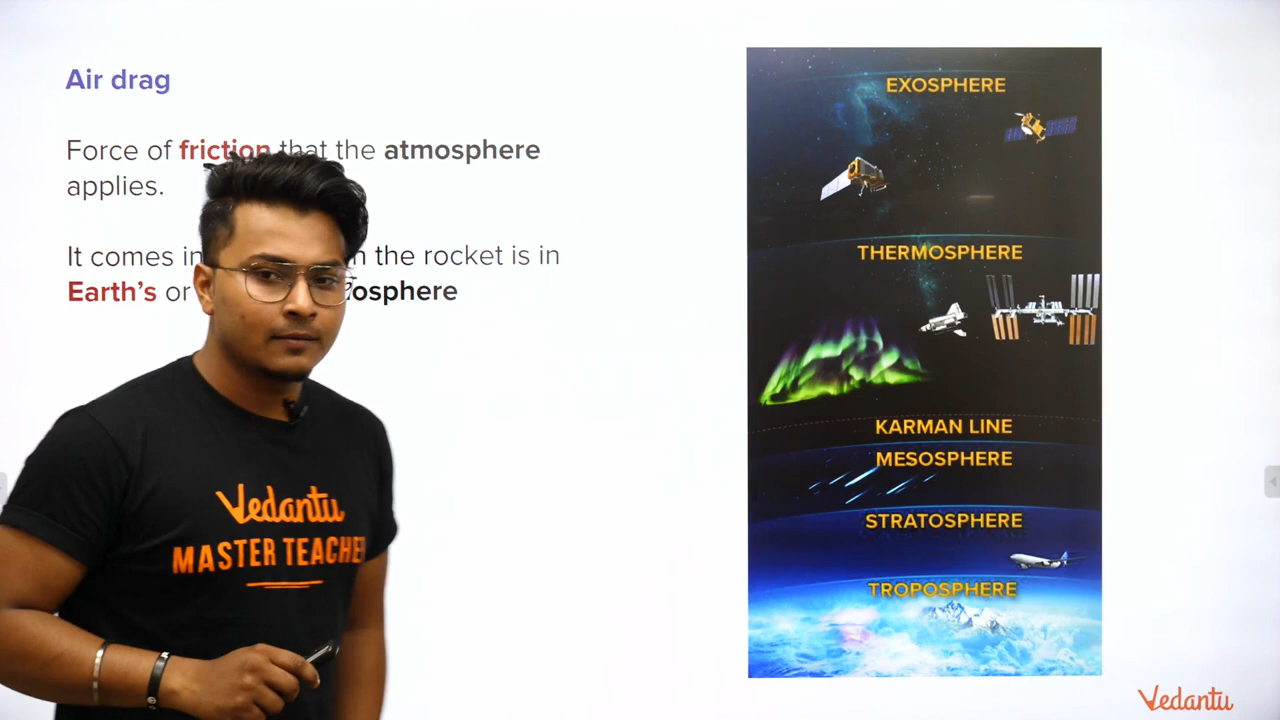 Air drag
Force of friction that the atmosphere
applies.
It comes in the rocket is in
Earth's or
EXOSPHERE
THERMOSPHERE
KARMAN LINE
MESOSPHERE
STRATOSPHERE
TROPOSPHERE
Vedantu
MASTER TEACHER
Vedantu